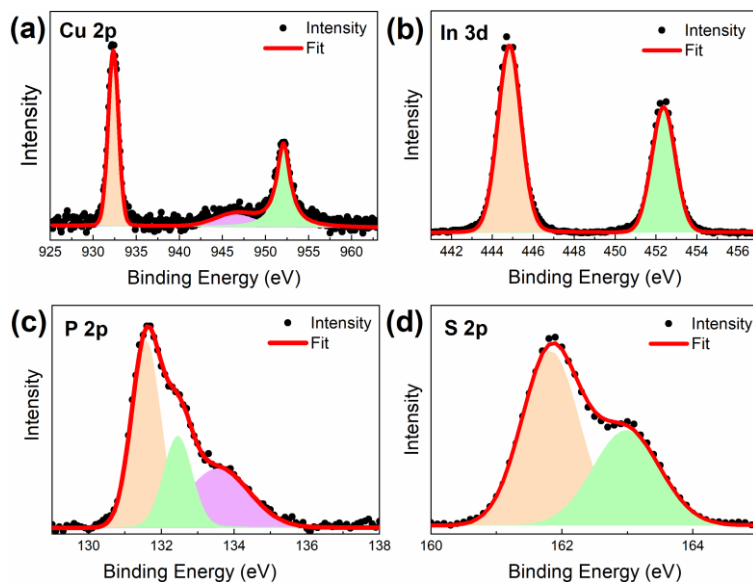 (a) Cu 2p
Intensity
Fit
Intensity
925 930 935 940 945 950 955 960
Binding Energy (eV)
(b) In 3d
Intensity
Fit
Intensity
442 444 446 448 450 452 454 456
Binding Energy (eV)
(c) P 2p
Intensity
Fit
Intensity
130 132 134 136 138
Binding Energy (eV)
(d) S 2p
Intensity
Fit
Intensity
160 162 164
Binding Energy (eV)